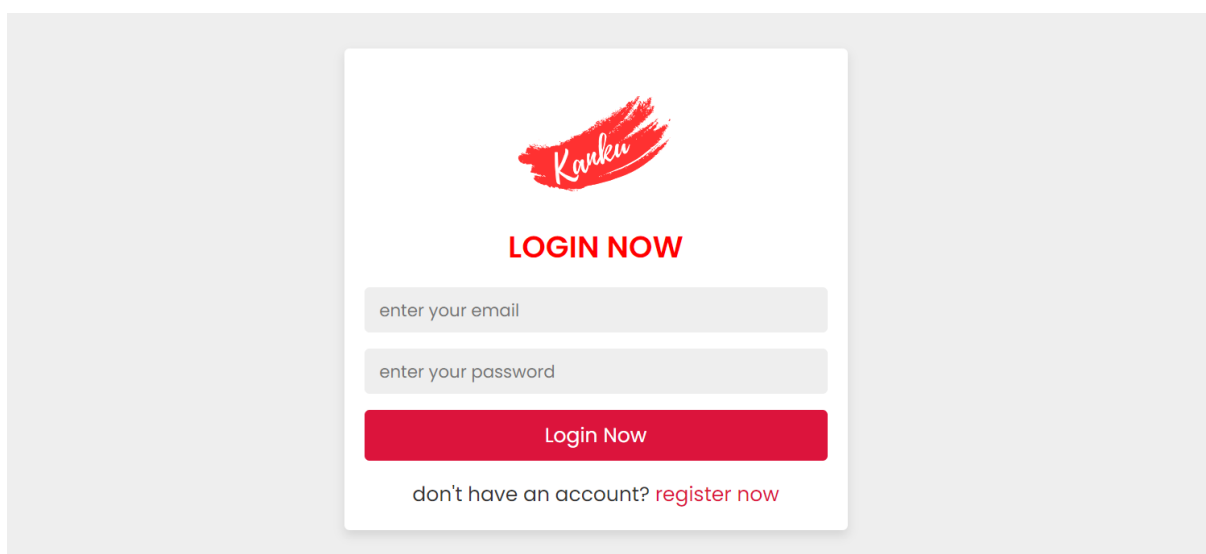 Kanku
LOGIN NOW
enter your email
enter your password
Login Now
don't have an account? register now